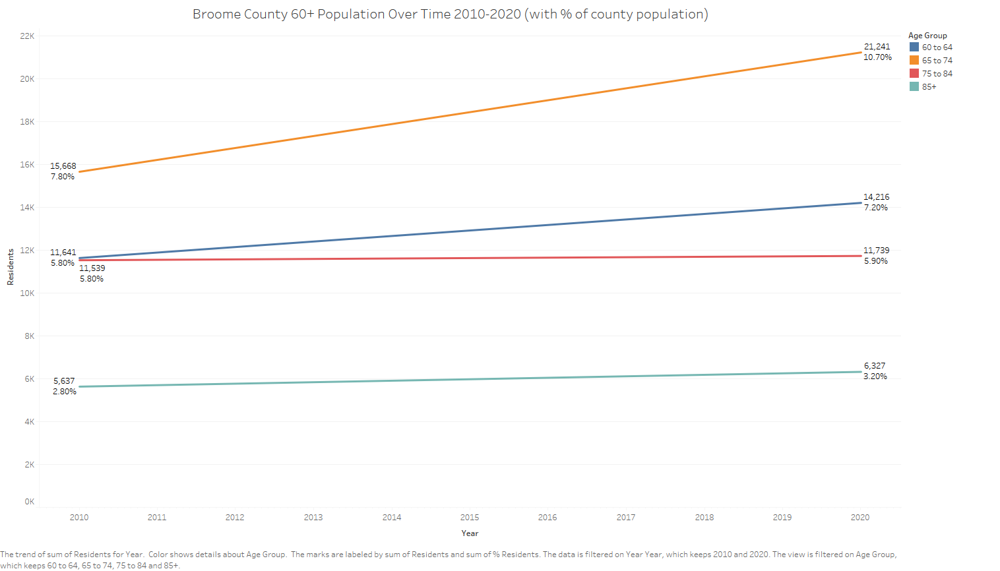 Broome County 60+ Population Over Time 2010-2020 (with % of county population)
Age Group
60 to 64
65 to 74
75 to 84
85+
22K
20K
18K
16K
14K
12K
10K
8K
6K
4K
2K
0K
Residents
21,241
10.70%
15,668
7.80%
14,216
7.20%
11,641
5.80%
11,539
5.80%
11,739
5.90%
5,637
2.80%
6,327
3.20%
2010 2011 2012 2013 2014 2015 2016 2017 2018 2019 2020
Year
The trend of sum of Residents for Year.  Color shows details about Age Group.  The marks are labeled by sum of Residents and sum of % Residents. The data is filtered on Year Year, which keeps 2010 and 2020. The view is filtered on Age Group,
which keeps 60 to 64, 65 to 74, 75 to 84 and 85+.